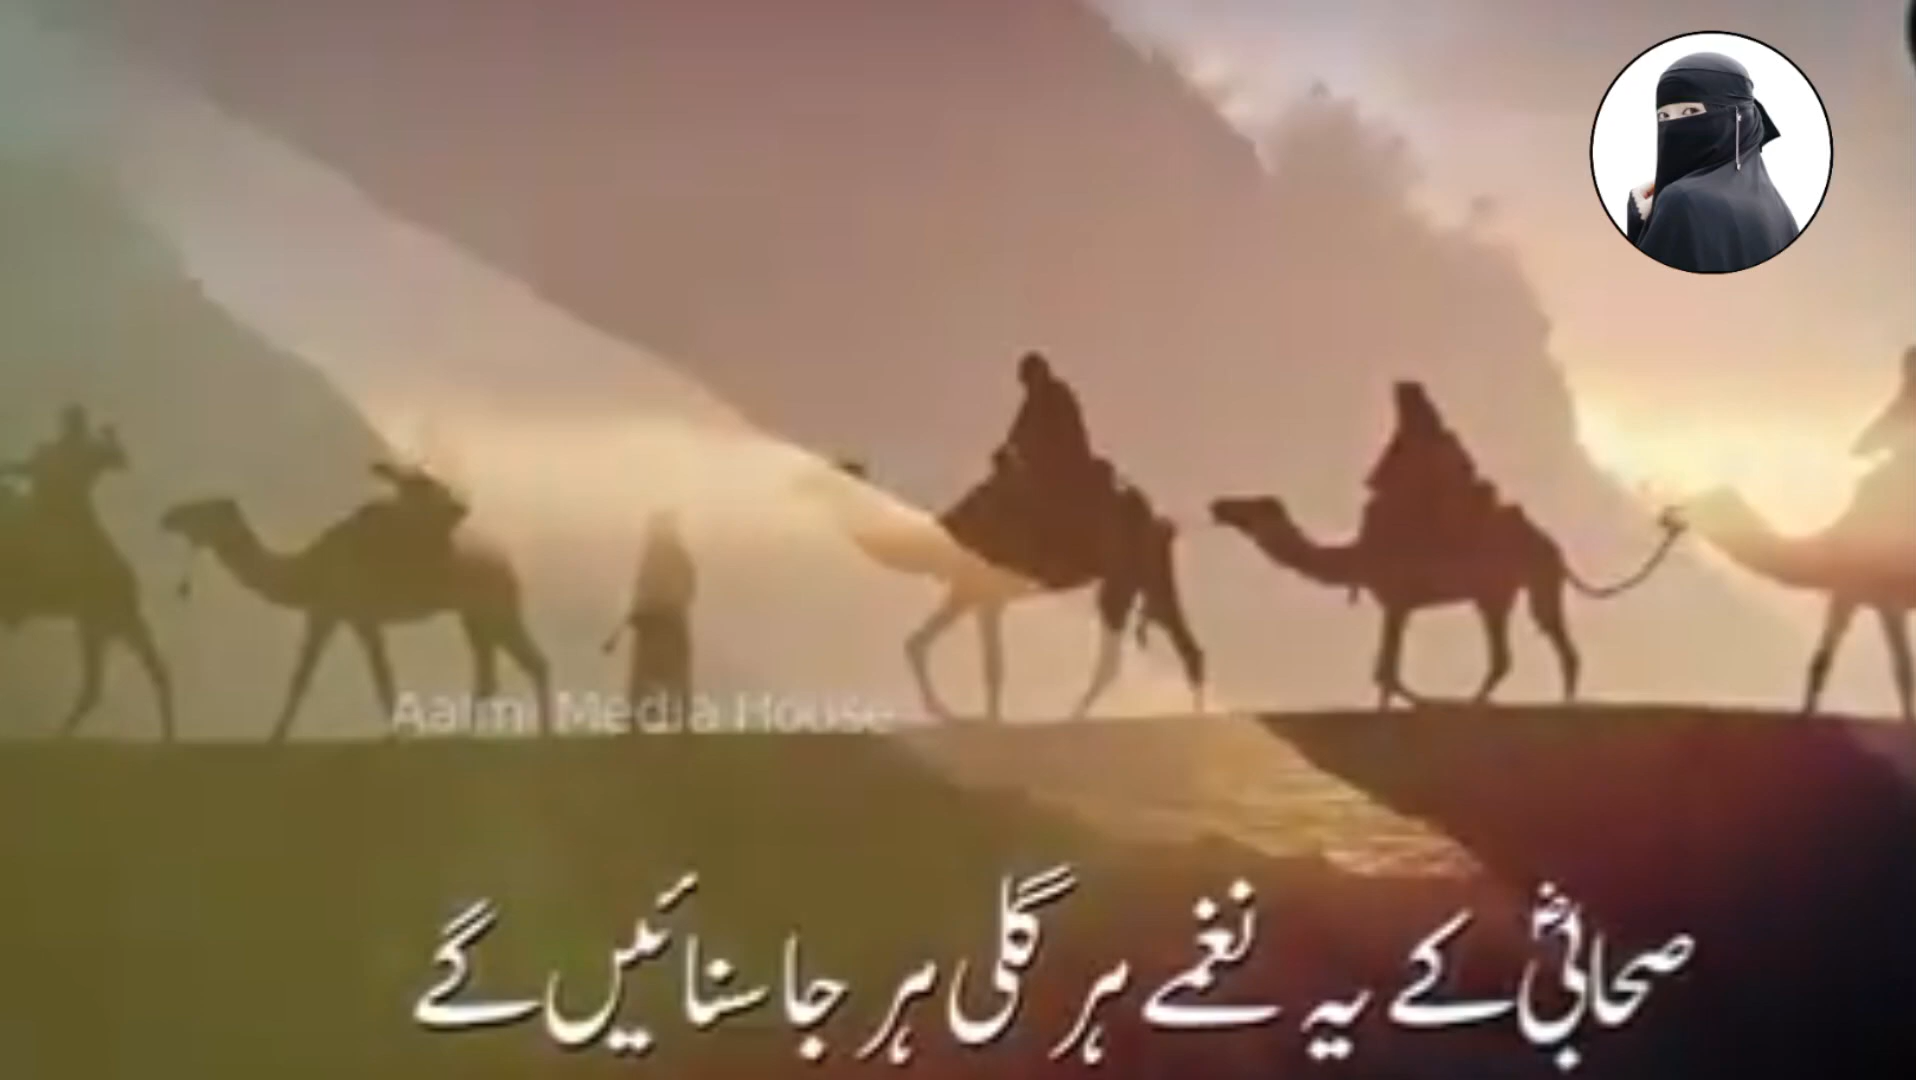 Aalmi Media House
صحابیؓ کے یہ نغمے ہر گلی ہر جا سنائیں گے